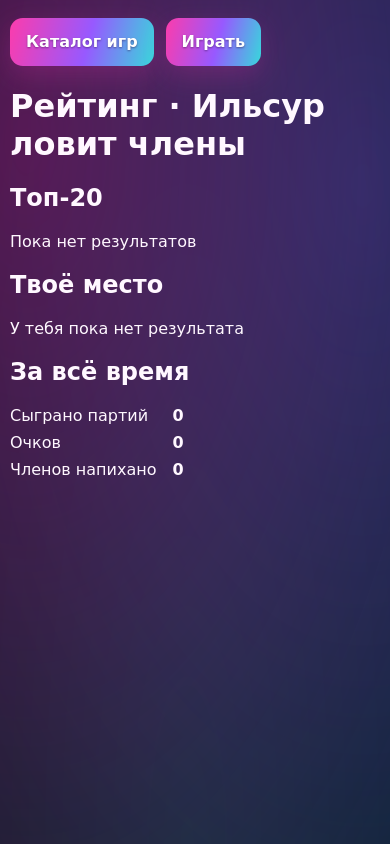 Каталог игр
Играть
Рейтинг · Ильсур
ловит члены
Топ-20
Пока нет результатов
Твоё место
У тебя пока нет результата
За всё время
Сыграно партий 0
Очков 0
Членов напихано 0